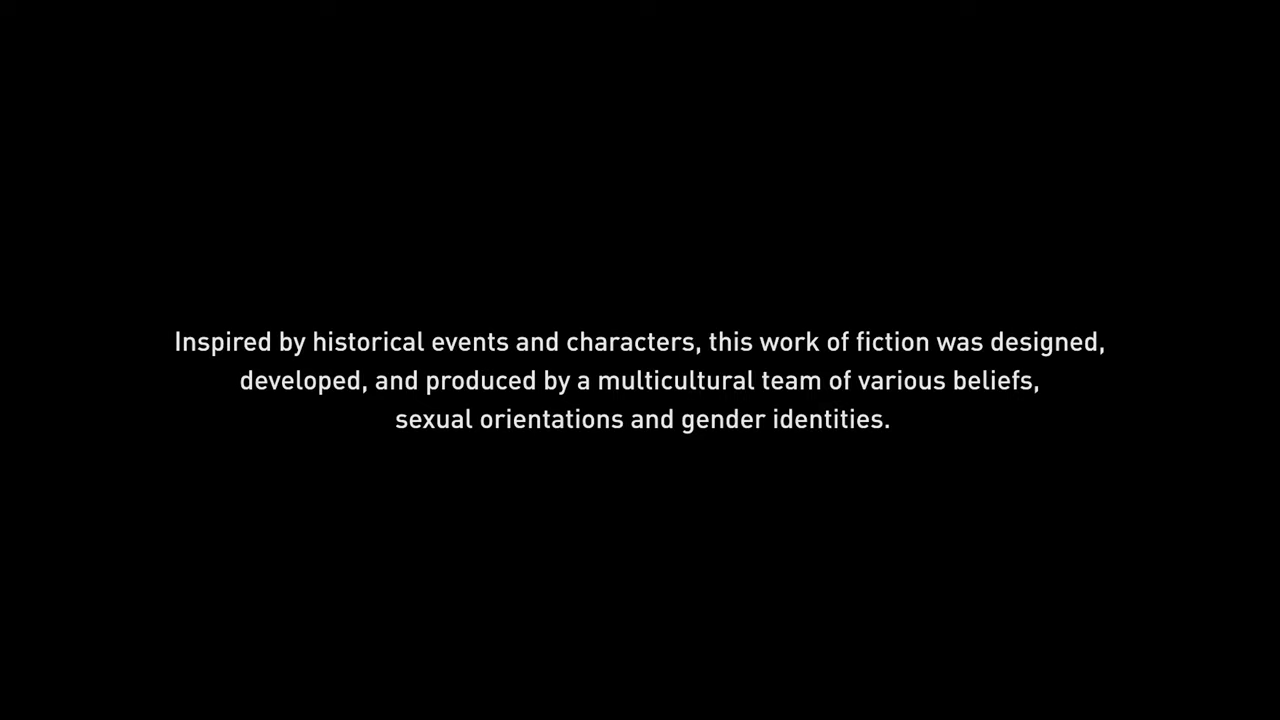 Inspired by historical events and characters, this work of fiction was designed,
developed, and produced by a multicultural team of various beliefs,
sexual orientations and gender identities.